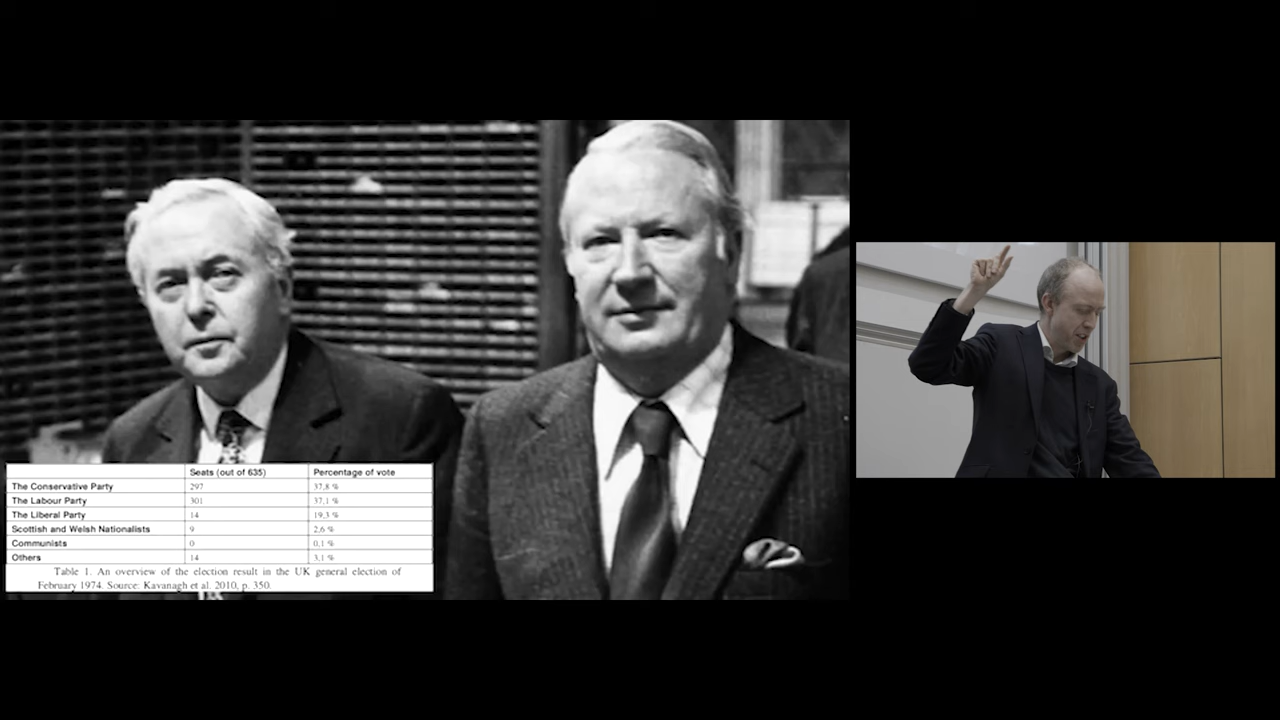 Seats (out of 635) Percentage of vote
The Conservative Party 297 37,8 %
The Labour Party 301 37,1 %
The Liberal Party 14 19,3 %
Scottish and Welsh Nationalists 9 2,6 %
Communists 0 0,1 %
Others 14 3,1 %
Table 1. An overview of the election result in the UK general election of
February 1974. Source: Kavanagh et al. 2010, p. 350.